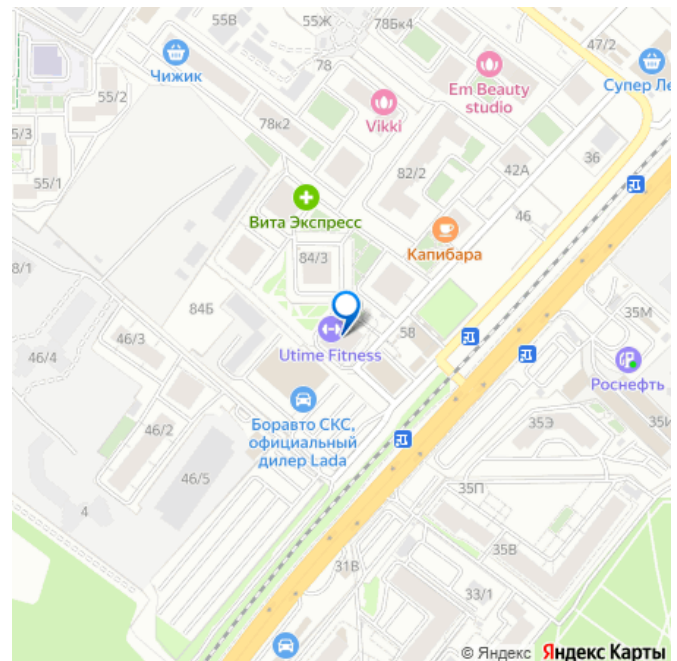 55В
55Ж
78Бк4
47/2
Чижик
78
Em Beauty
studio
Супер Ле
55/2
Vikki
78к2
5/3
36
82/2
42А
55/1
Вита Экспресс
46
Капибара
84/3
8/1
84Б
35М
58
46/3
46/4
Utime Fitness
Роснефть
Боравто СКС,
официальный
дилер Lada
35Э
35И
46/2
46/5
35П
4
35В
31В
33/1
© Яндекс Яндекс Карты